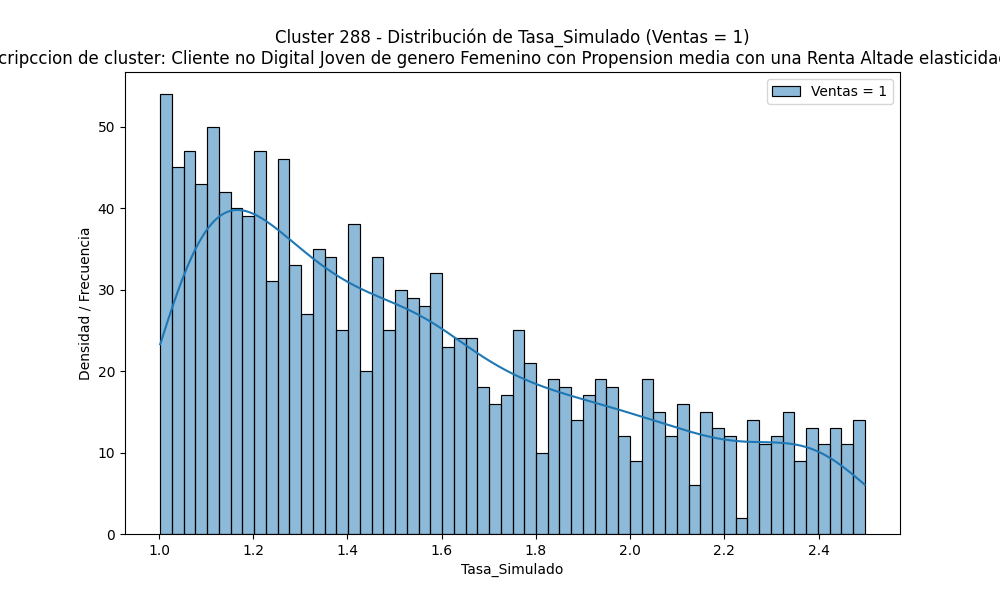 Cluster 288 - Distribución de Tasa_Simulado (Ventas = 1)
cripccion de cluster: Cliente no Digital Joven de genero Femenino con Propension media con una Renta Altade elasticida
Ventas = 1
Densidad / Frecuencia
50
40
30
20
10
0
1.0 1.2 1.4 1.6 1.8 2.0 2.2 2.4
Tasa_Simulado